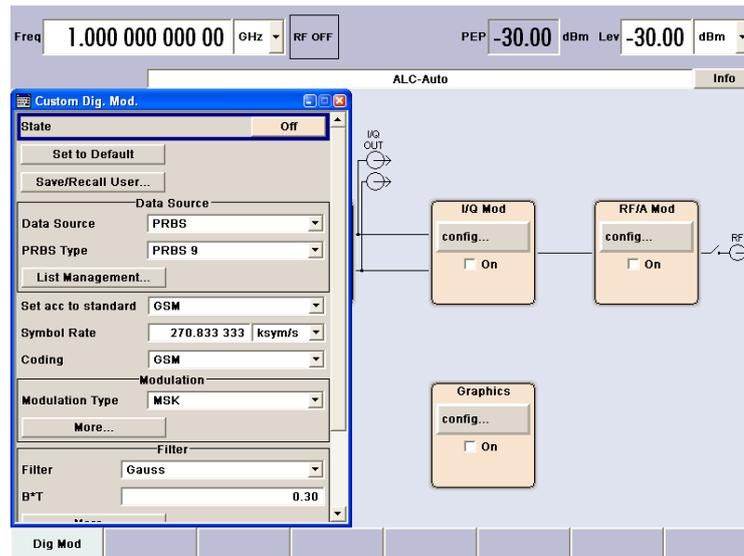 Freq 1.000 000 000 00 GHz RF OFF PEP -30.00 dBm Lev -30.00 dBm
ALC-Auto Info
Custom Dig. Mod.
State Off
Set to Default
Save/Recall User...
Data Source
Data Source PRBS
PRBS Type PRBS 9
List Management...
Set acc to standard GSM
Symbol Rate 270.833 333 ksym/s
Coding GSM
Modulation
Modulation Type MSK
More...
Filter
Filter Gauss
B*T 0.30
More
I/Q
OUT
I/Q Mod
config...
On
RF/A Mod
config...
On
RF
Graphics
config...
On
Dig Mod